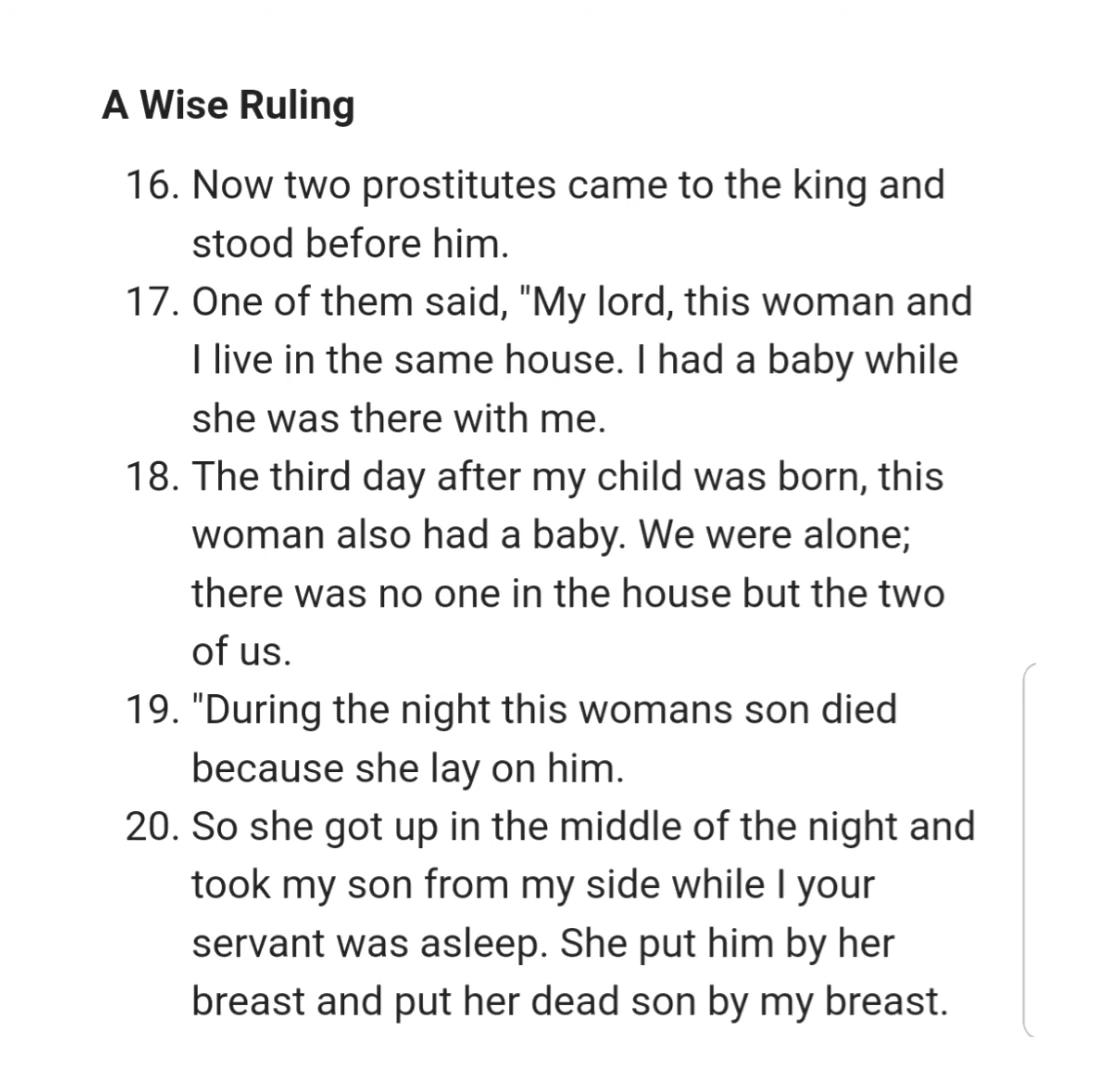 A Wise Ruling
16. Now two prostitutes came to the king and
stood before him.
17. One of them said, "My lord, this woman and
I live in the same house. I had a baby while
she was there with me.
18. The third day after my child was born, this
woman also had a baby. We were alone;
there was no one in the house but the two
of us.
19. "During the night this womans son died
because she lay on him.
20. So she got up in the middle of the night and
took my son from my side while I your
servant was asleep. She put him by her
breast and put her dead son by my breast.